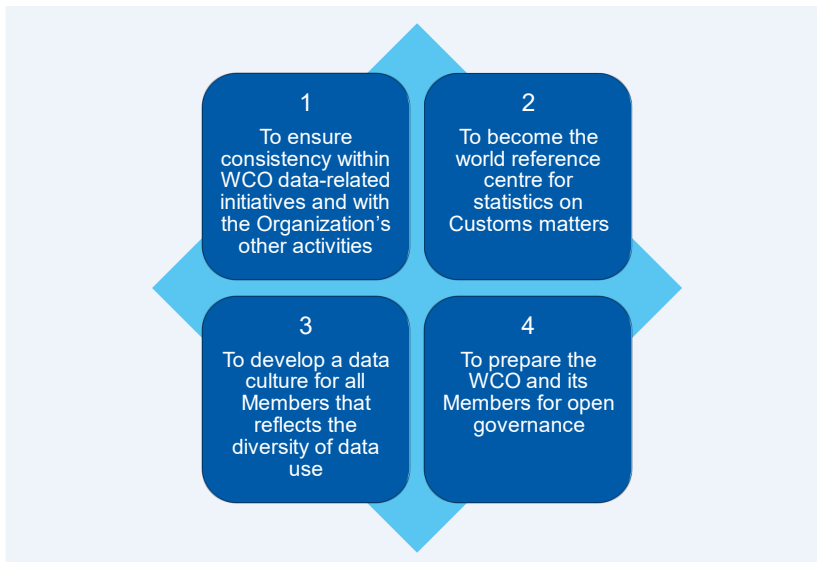 1
To ensure
consistency within
WCO data-related
initiatives and with
the Organization’s
other activities
2
To become the
world reference
centre for
statistics on
Customs matters
3
To develop a data
culture for all
Members that
reflects the
diversity of data
use
4
To prepare the
WCO and its
Members for open
governance